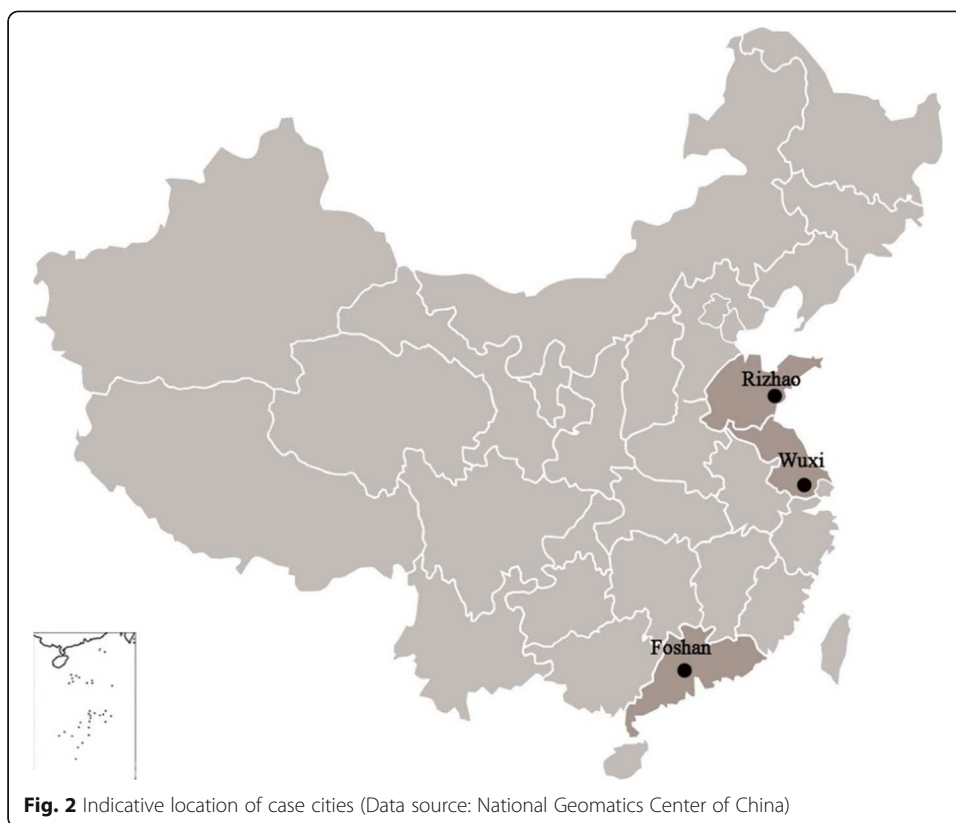 Rizhao
Wuxi
Foshan
Fig. 2 Indicative location of case cities (Data source: National Geomatics Center of China)